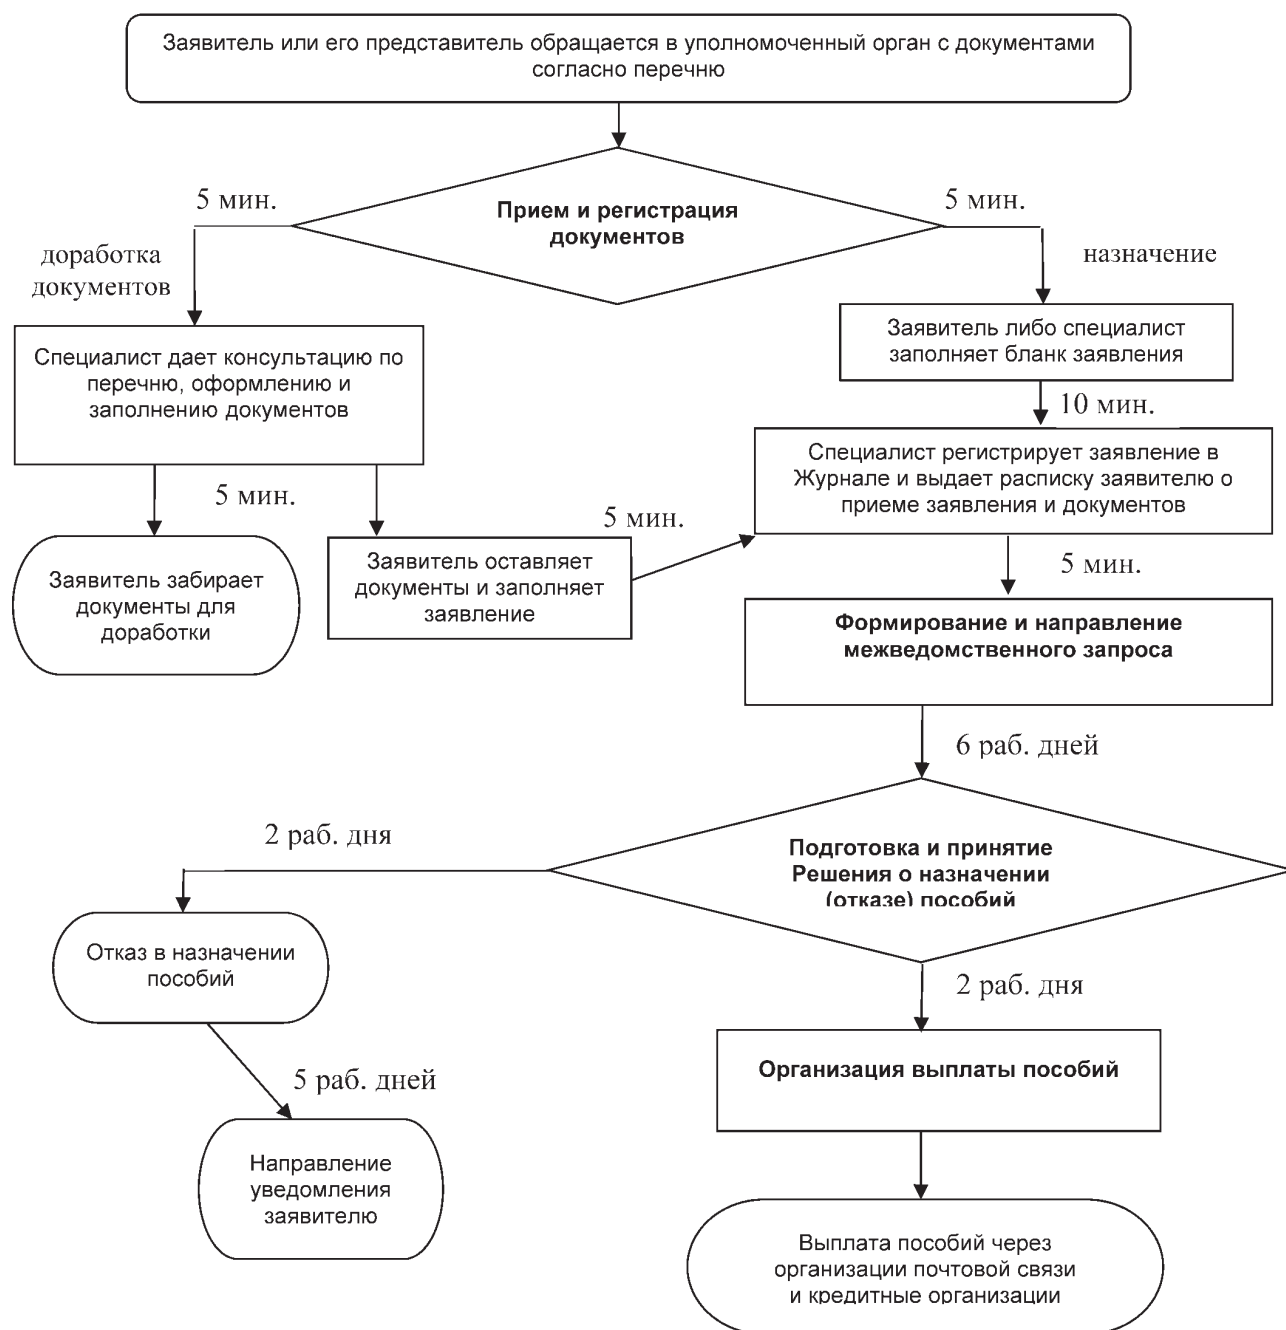 Заявитель или его представитель обращается в уполномоченный орган с документами
согласно перечню
5 мин.
Прием и регистрация
документов
5 мин.
доработка
документов
назначение
Специалист дает консультацию по
перечню, оформлению и
заполнению документов
Заявитель либо специалист
заполняет бланк заявления
10 мин.
Специалист регистрирует заявление в
Журнале и выдает расписку заявителю о
приеме заявления и документов
5 мин.
5 мин.
Заявитель забирает
документы для
доработки
Заявитель оставляет
документы и заполняет
заявление
5 мин.
Формирование и направление
межведомственного запроса
6 раб. дней
2 раб. дня
Подготовка и принятие
Решения о назначении
(отказе) пособий
Отказ в назначении
пособий
2 раб. дня
5 раб. дней
Организация выплаты пособий
Направление
уведомления
заявителю
Выплата пособий через
организации почтовой связи
и кредитные организации